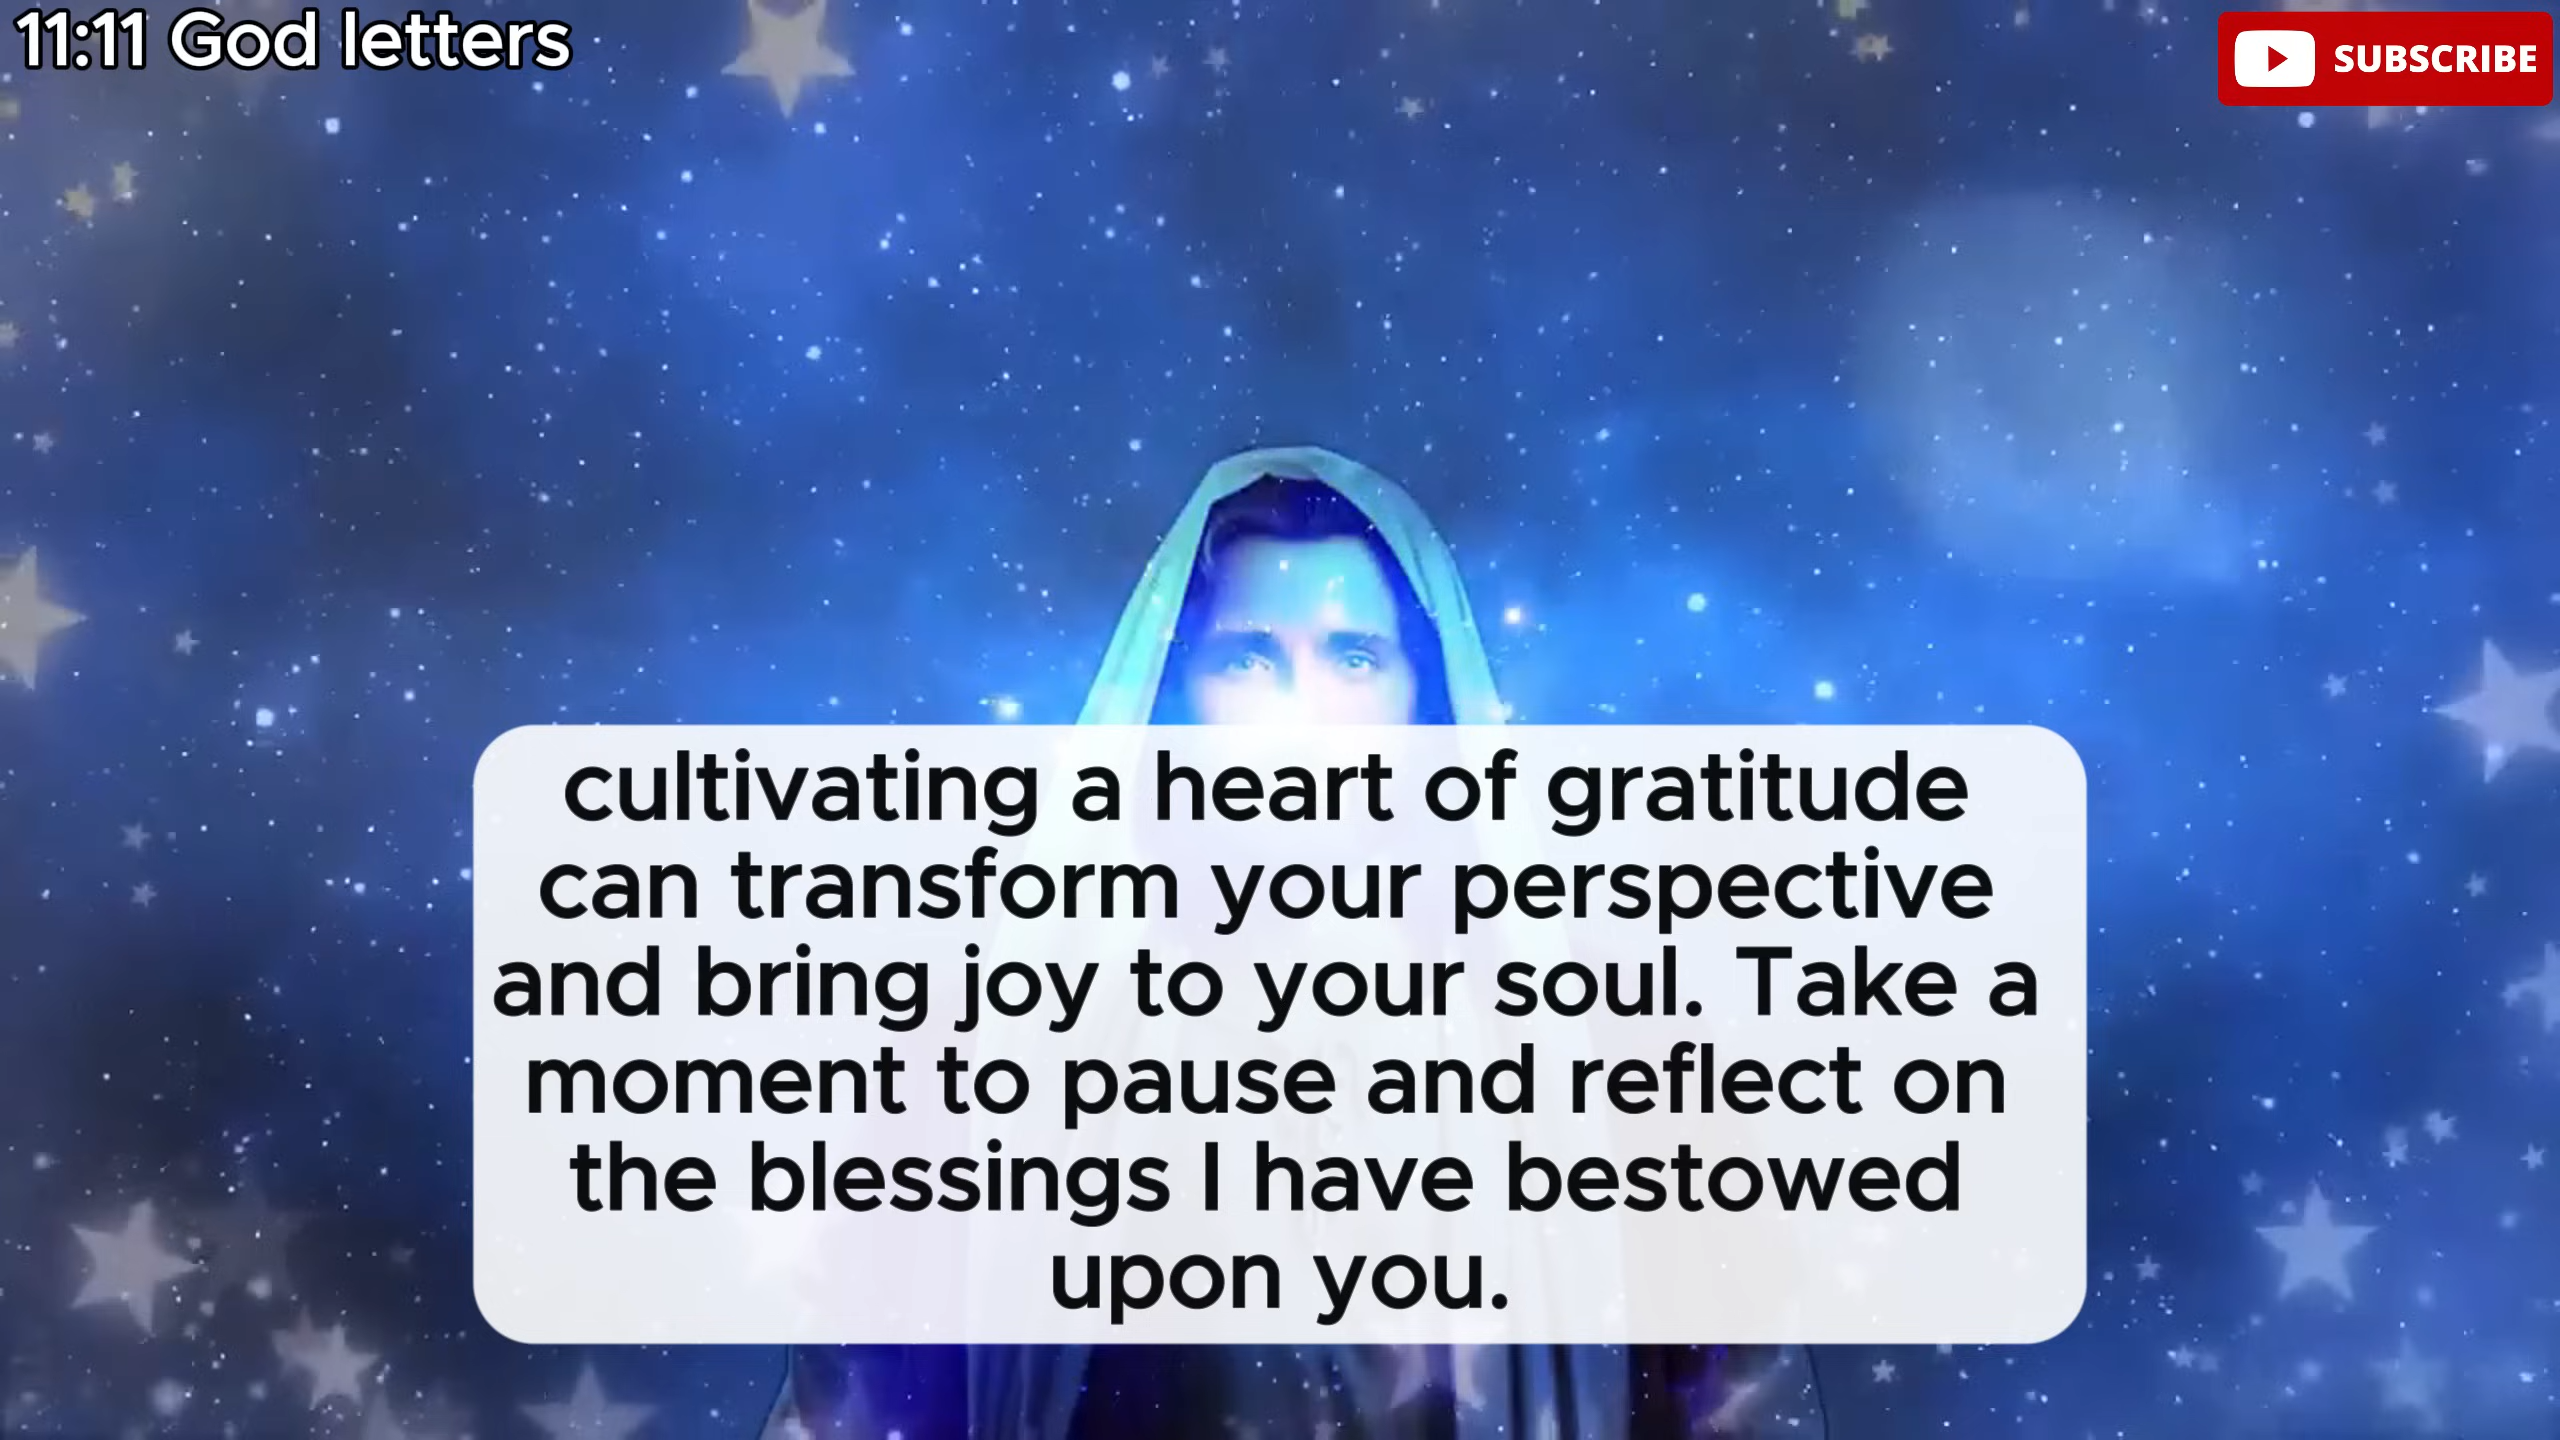 11:11 God letters
SUBSCRIBE
cultivating a heart of gratitude
can transform your perspective
and bring joy to your soul. Take a
moment to pause and reflect on
the blessings I have bestowed
upon you.